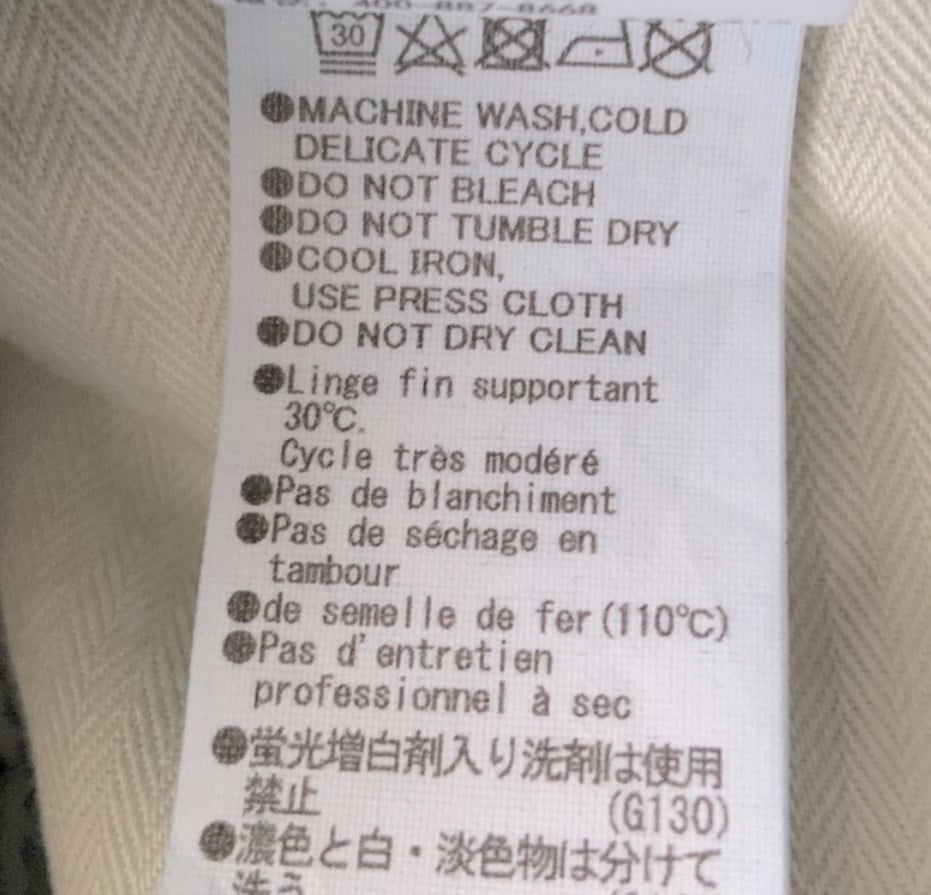 30
●MACHINE WASH,COLD
DELICATE CYCLE
●DO NOT BLEACH
●DO NOT TUMBLE DRY
●COOL IRON,
USE PRESS CLOTH
●DO NOT DRY CLEAN
●Linge fin supportant
30℃.
Cycle très modéré
●Pas de blanchiment
●Pas de séchage en
tambour
●de semelle de fer(110℃)
●Pas d'entretien
professionnel à sec
●蛍光増白剤入り洗剤は使用
禁止 (G130)
●濃色と白・淡色物は分けて
洗う